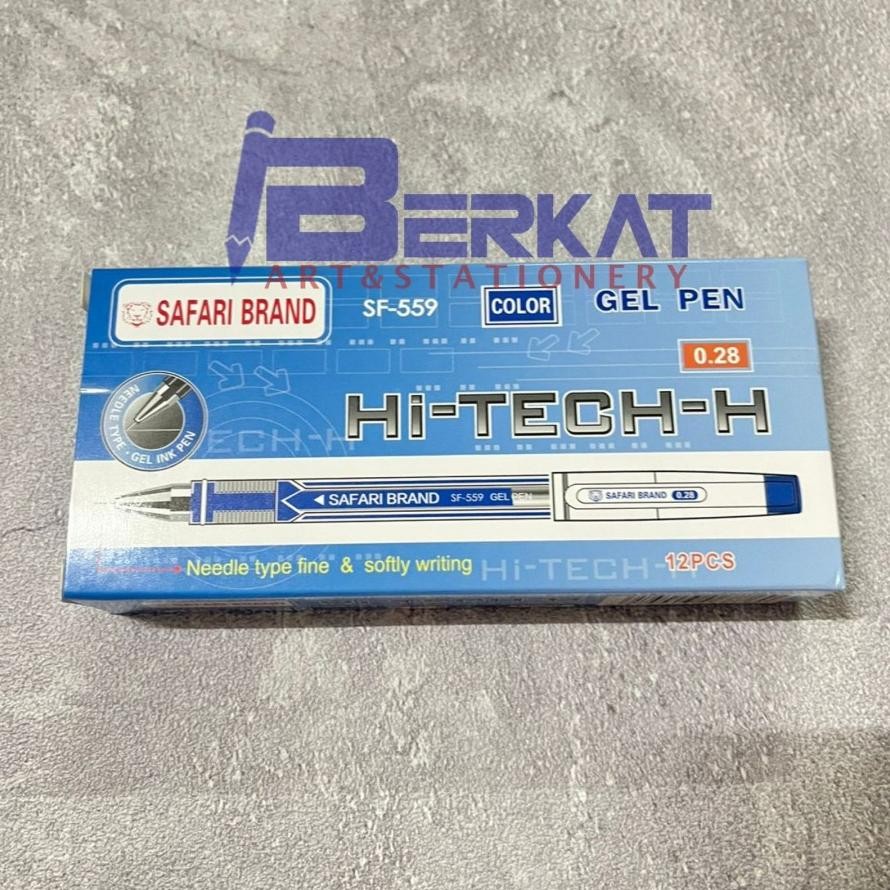 BERKAT
ART&STATIONERY
SAFARI BRAND SF-559 COLOR GEL PEN
0.28
Hi-TECH-H
NEEDLE TYPE · GEL INK PEN
TECH-H
SAFARI BRAND SF-559 GEL PEN SAFARI BRAND 0.28
Needle type fine & softly writing Hi-TECH-H 12PCS